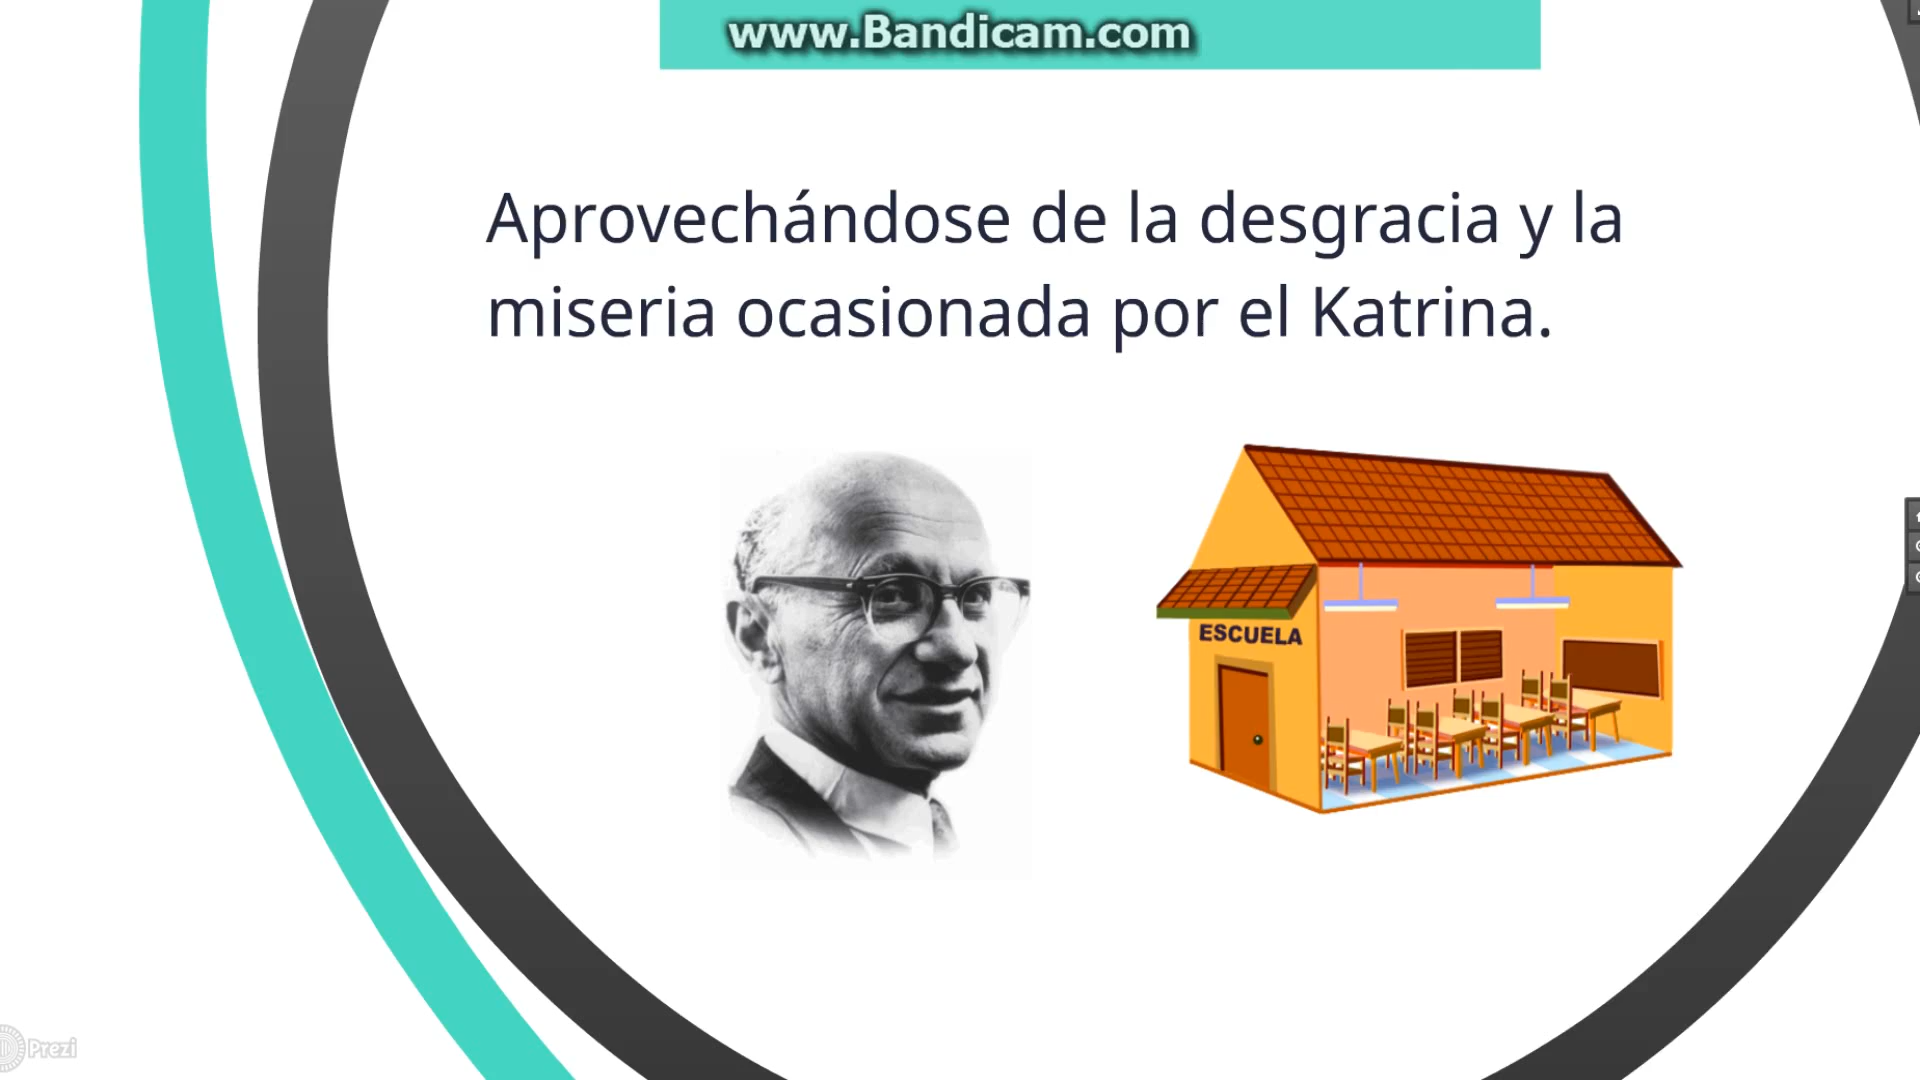 www.Bandicam.com
Aprovechándose de la desgracia y la
miseria ocasionada por el Katrina.
ESCUELA
Prezi